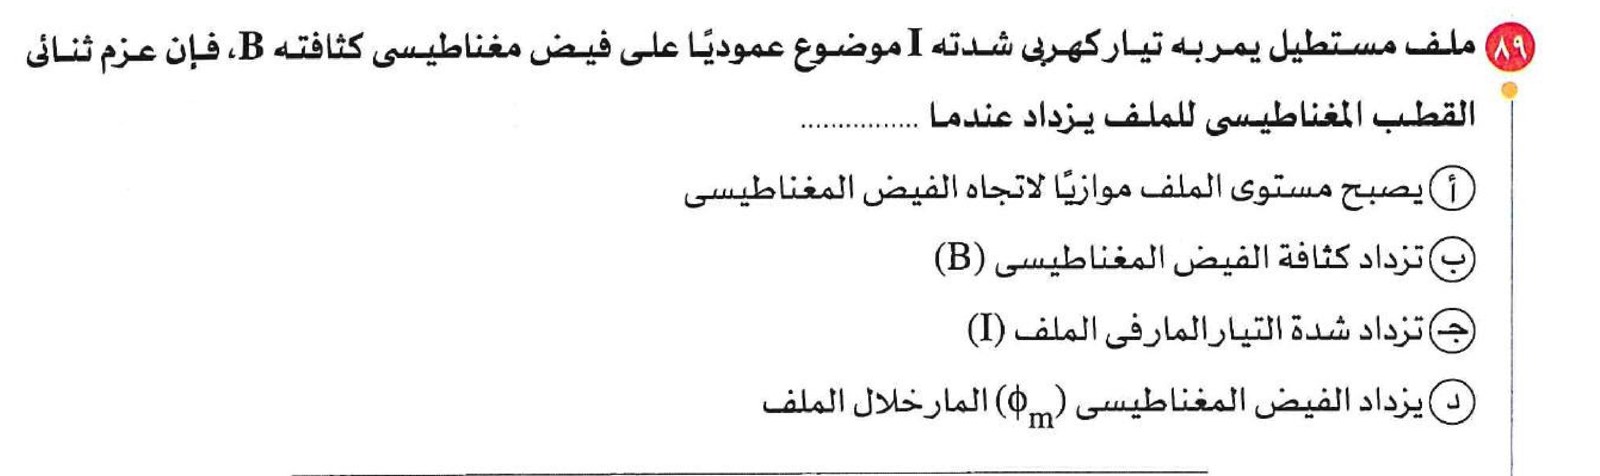 ٨٩ ملف مستطيل يمر به تيار كهربى شدته I موضوع عموديًا على فيض مغناطيسى كثافته B، فإن عزم ثنائى
القطب المغناطيسى للملف يزداد عندما ................
أ يصبح مستوى الملف موازيًا لاتجاه الفيض المغناطيسى
ب تزداد كثافة الفيض المغناطيسى (B)
جـ تزداد شدة التيار المار فى الملف (I)
د يزداد الفيض المغناطيسى (ϕm) المار خلال الملف